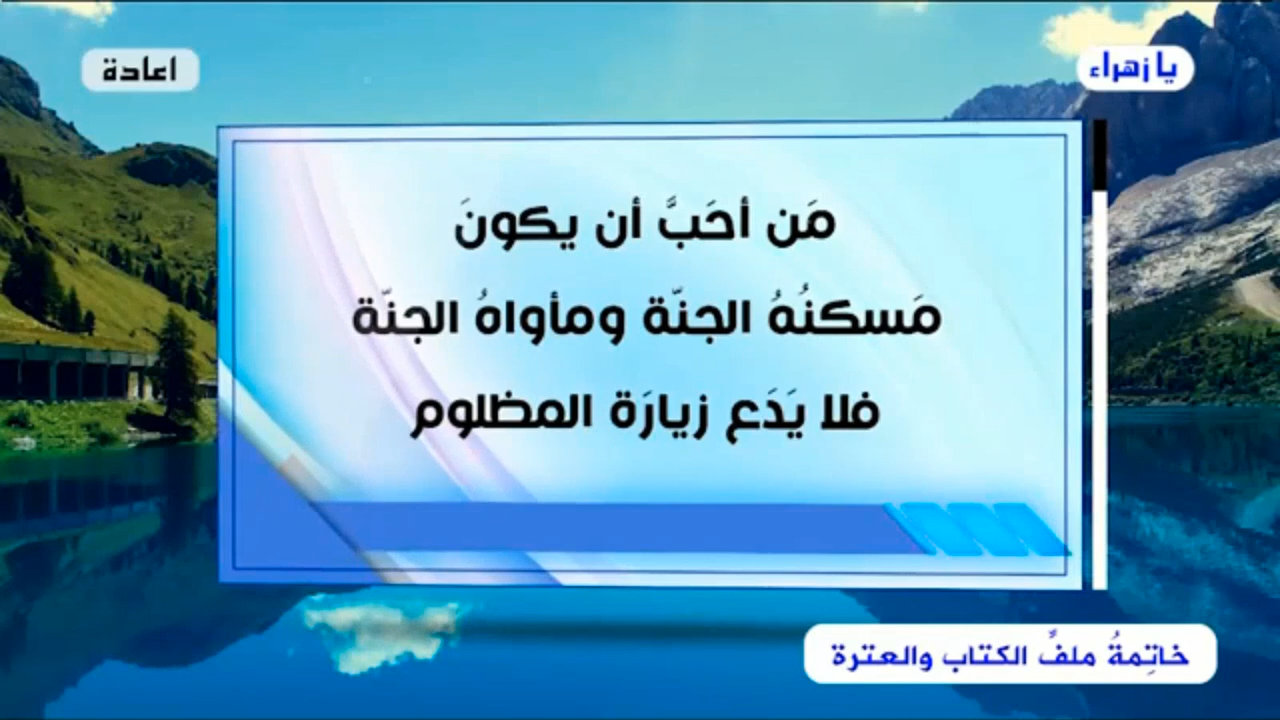 يا زهراء
اعادة
مَن أحَبَّ أن يكونَ
مَسكنُهُ الجنّة ومأواهُ الجنّة
فلا يَدَع زيارَة المظلوم
خاتِمةُ ملفِّ الكتاب والعترة